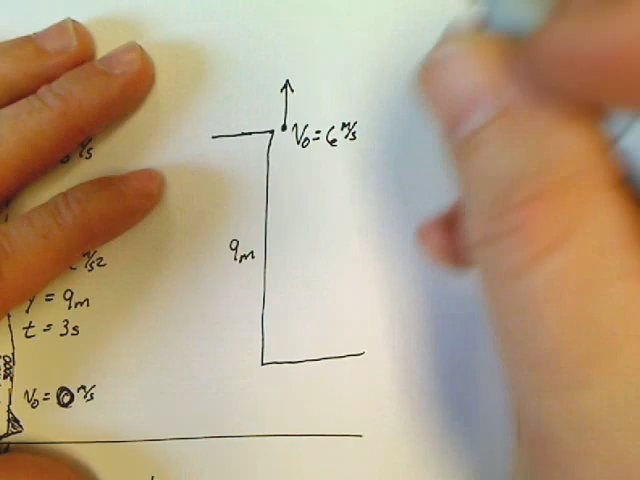 V₀ = 6 m/s
9m
y = 9m
t = 3s
V₀ = 0 m/s